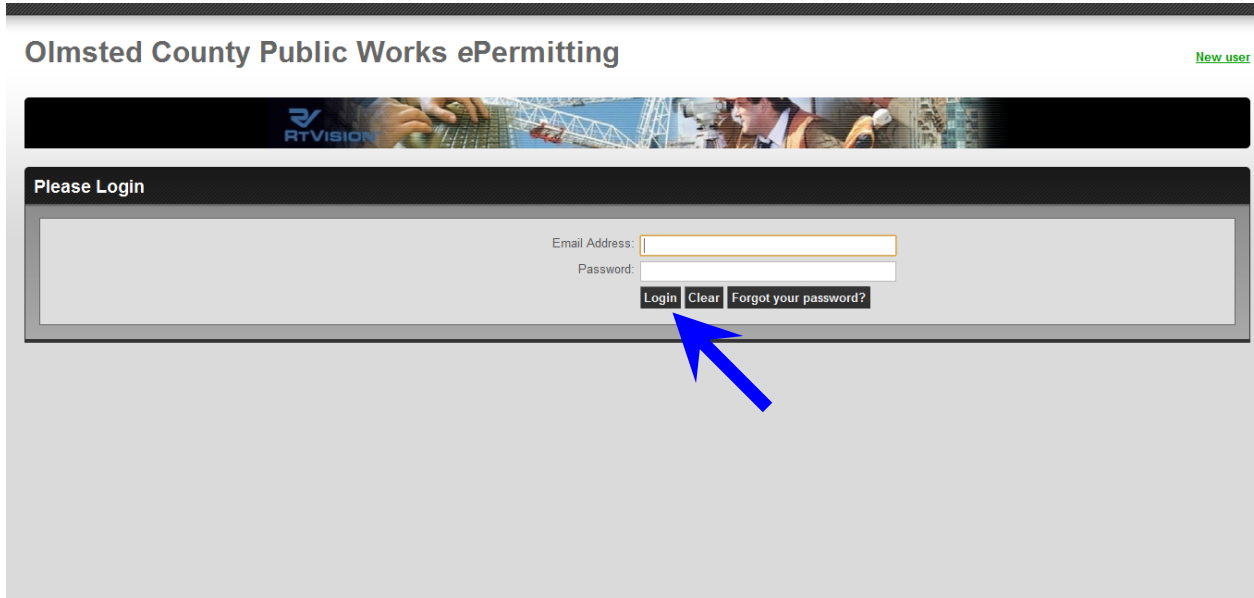 Olmsted County Public Works ePermitting
New user
RTVISION
Please Login
Email Address:
Password:
Login Clear Forgot your password?